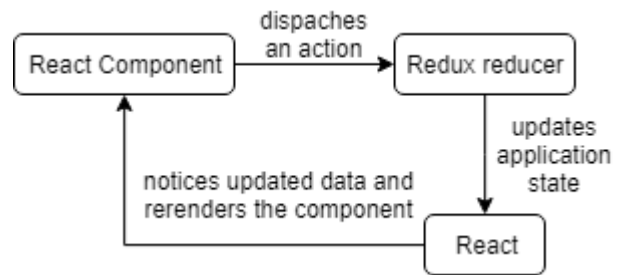 dispaches
an action
React Component
Redux reducer
updates
application
state
notices updated data and
rerenders the component
React